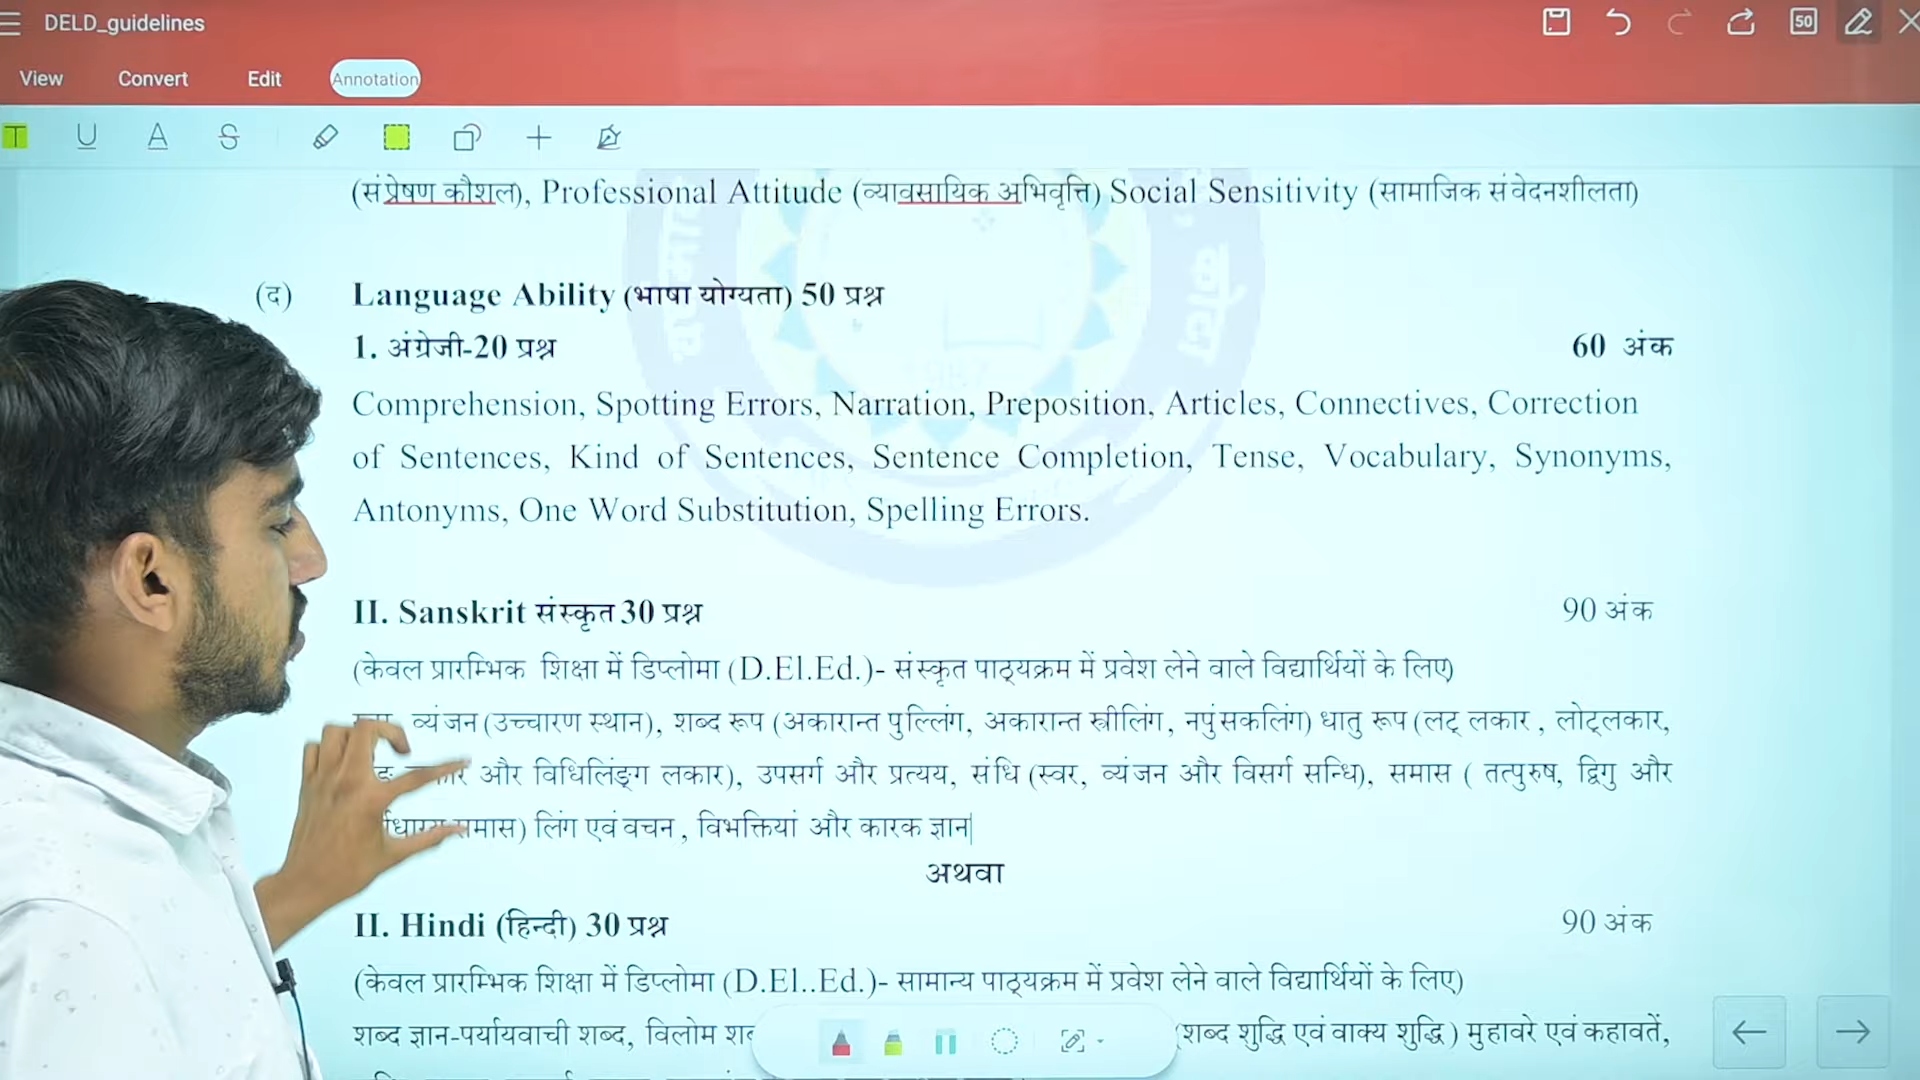 DELD_guidelines
50
View Convert Edit Annotation
T U A S
(संप्रेषण कौशल), Professional Attitude (व्यावसायिक अभिवृत्ति) Social Sensitivity (सामाजिक संवेदनशीलता)
(द) Language Ability (भाषा योग्यता) 50 प्रश्न
1. अंग्रेजी-20 प्रश्न 60 अंक
Comprehension, Spotting Errors, Narration, Preposition, Articles, Connectives, Correction
of Sentences, Kind of Sentences, Sentence Completion, Tense, Vocabulary, Synonyms,
Antonyms, One Word Substitution, Spelling Errors.
II. Sanskrit संस्कृत 30 प्रश्न 90 अंक
(केवल प्रारम्भिक शिक्षा में डिप्लोमा (D.El.Ed.)- संस्कृत पाठ्यक्रम में प्रवेश लेने वाले विद्यार्थियों के लिए)
व्यंजन (उच्चारण स्थान), शब्द रूप (अकारान्त पुल्लिंग, अकारान्त स्त्रीलिंग, नपुंसकलिंग) धातु रूप (लट् लकार, लोट्लकार,
और विधिलिंङ्ग लकार), उपसर्ग और प्रत्यय, संधि (स्वर, व्यंजन और विसर्ग सन्धि), समास ( तत्पुरुष, द्विगु और
समास) लिंग एवं वचन, विभक्तियां और कारक ज्ञान
अथवा
II. Hindi (हिन्दी) 30 प्रश्न 90 अंक
(केवल प्रारम्भिक शिक्षा में डिप्लोमा (D.El..Ed.)- सामान्य पाठ्यक्रम में प्रवेश लेने वाले विद्यार्थियों के लिए)
शब्द ज्ञान-पर्यायवाची शब्द, विलोम (शब्द शुद्धि एवं वाक्य शुद्धि) मुहावरे एवं कहावतें,